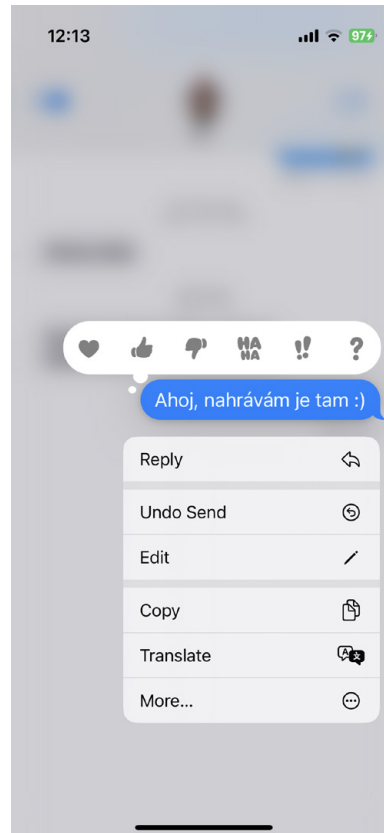 12:13
97
HA
HA
!!
?
Ahoj, nahrávám je tam :)
Reply
Undo Send
Edit
Copy
Translate
More...